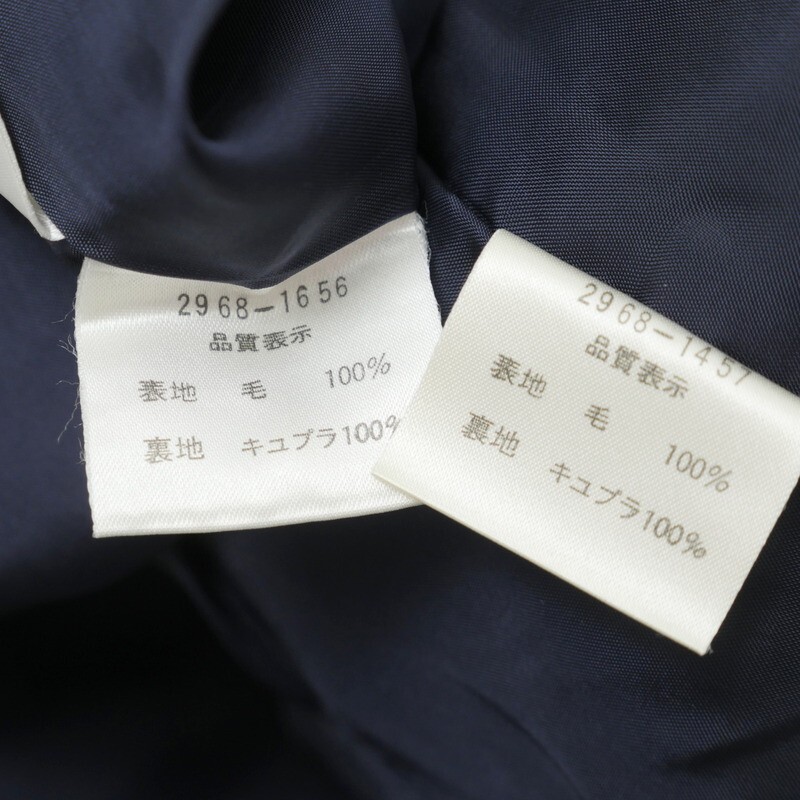 2968-1656
品質表示
表地 毛 100%
裏地 キュプラ100%
2968-1457
品質表示
表地 毛 100%
裏地 キュプラ100%